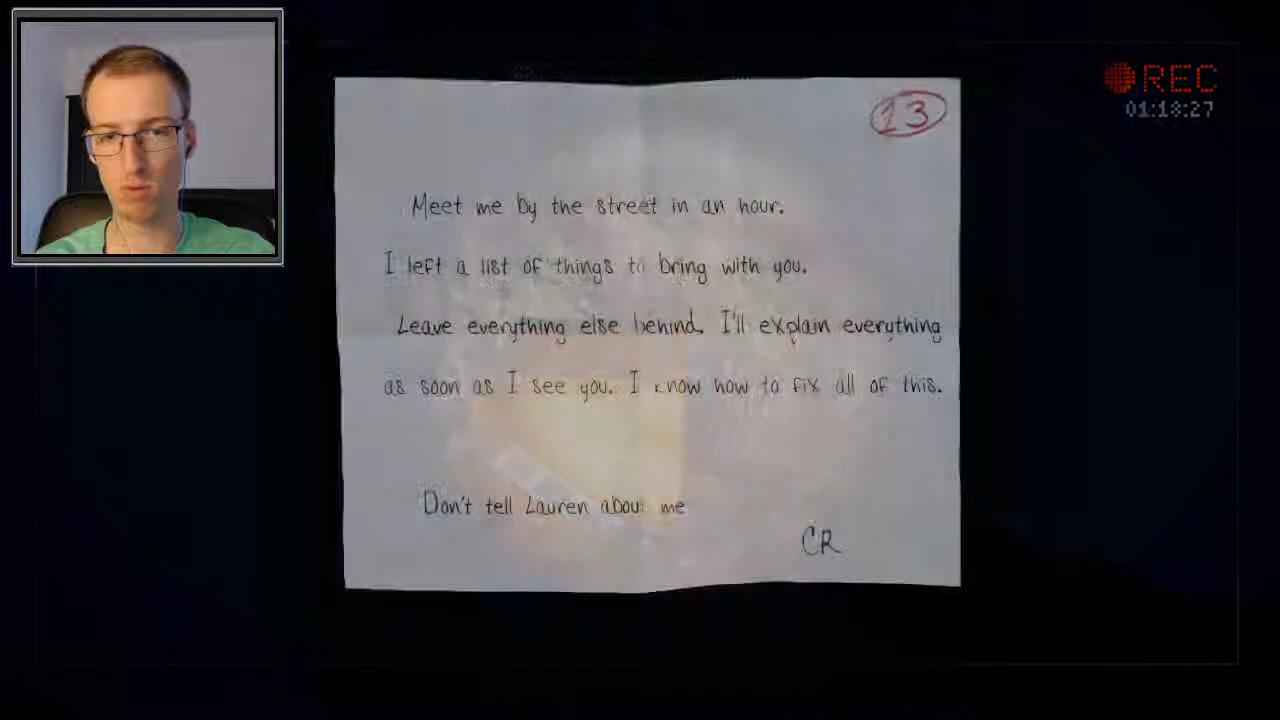 REC
01:18:27
13
Meet me by the street in an hour.
I left a list of things to bring with you.
Leave everything else behind. I'll explain everything
as soon as I see you. I know how to fix all of this.
Don't tell Lauren about me
CR